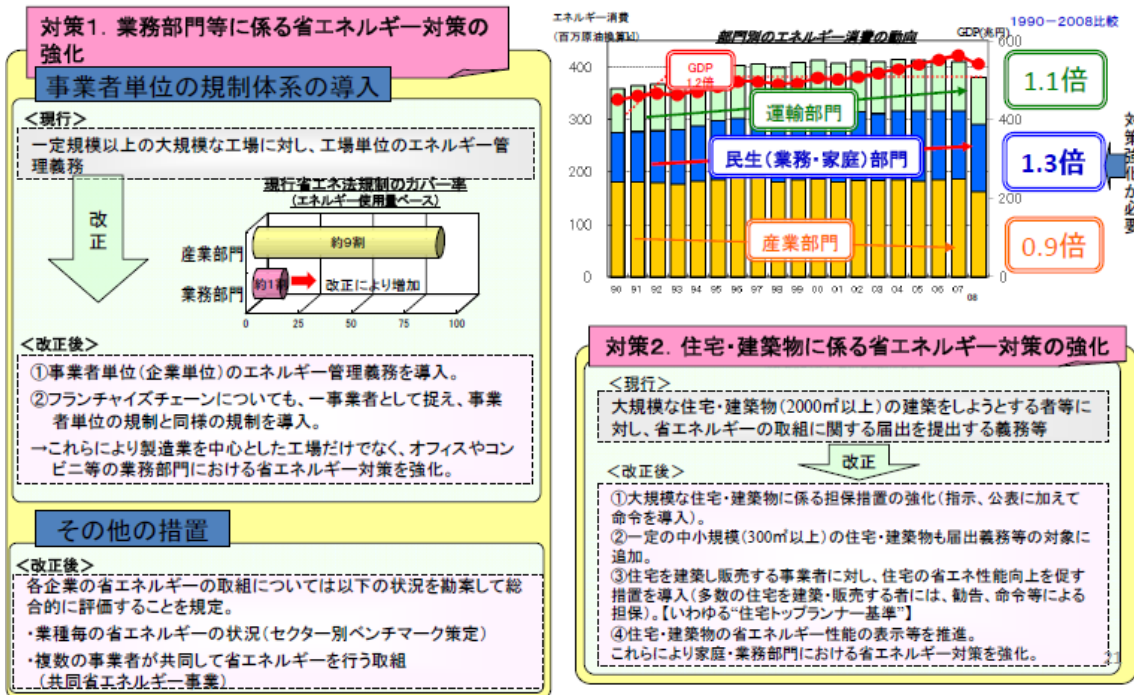 対策1. 業務部門等に係る省エネルギー対策の
強化
事業者単位の規制体系の導入
<現行>
一定規模以上の大規模な工場に対し、工場単位のエネルギー管
理義務
改正
現行省エネ法規制のカバー率
(エネルギー使用量ベース)
産業部門
約9割
業務部門
約1割
改正により増加
0 25 50 75 100
<改正後>
①事業者単位(企業単位)のエネルギー管理義務を導入。
②フランチャイズチェーンについても、一事業者として捉え、事業
者単位の規制と同様の規制を導入。
→これらにより製造業を中心とした工場だけでなく、オフィスやコン
ビニ等の業務部門における省エネルギー対策を強化。
その他の措置
<改正後>
各企業の省エネルギーの取組については以下の状況を勘案して総
合的に評価することを規定。
・業種毎の省エネルギーの状況(セクター別ベンチマーク策定)
・複数の事業者が共同して省エネルギーを行う取組
(共同省エネルギー事業)
エネルギー消費
(百万原油換算kl)
部門別のエネルギー消費の動向
GDP(兆円)
1990-2008比較
400
300
200
100
0
600
400
200
0
GDP
1.2倍
運輸部門
民生(業務・家庭)部門
産業部門
90 91 92 93 94 95 96 97 98 99 00 01 02 03 04 05 06 07 08
1.1倍
1.3倍
0.9倍
対策強化が必要
対策2. 住宅・建築物に係る省エネルギー対策の強化
<現行>
大規模な住宅・建築物(2000㎡以上)の建築をしようとする者等に
対し、省エネルギーの取組に関する届出を提出する義務等
改正
<改正後>
①大規模な住宅・建築物に係る担保措置の強化(指示、公表に加えて
命令を導入)。
②一定の中小規模(300㎡以上)の住宅・建築物も届出義務等の対象に
追加。
③住宅を建築し販売する事業者に対し、住宅の省エネ性能向上を促す
措置を導入(多数の住宅を建築・販売する者には、勧告、命令等による
担保)。【いわゆる“住宅トップランナー基準”】
④住宅・建築物の省エネルギー性能の表示等を推進。
これらにより家庭・業務部門における省エネルギー対策を強化。
21